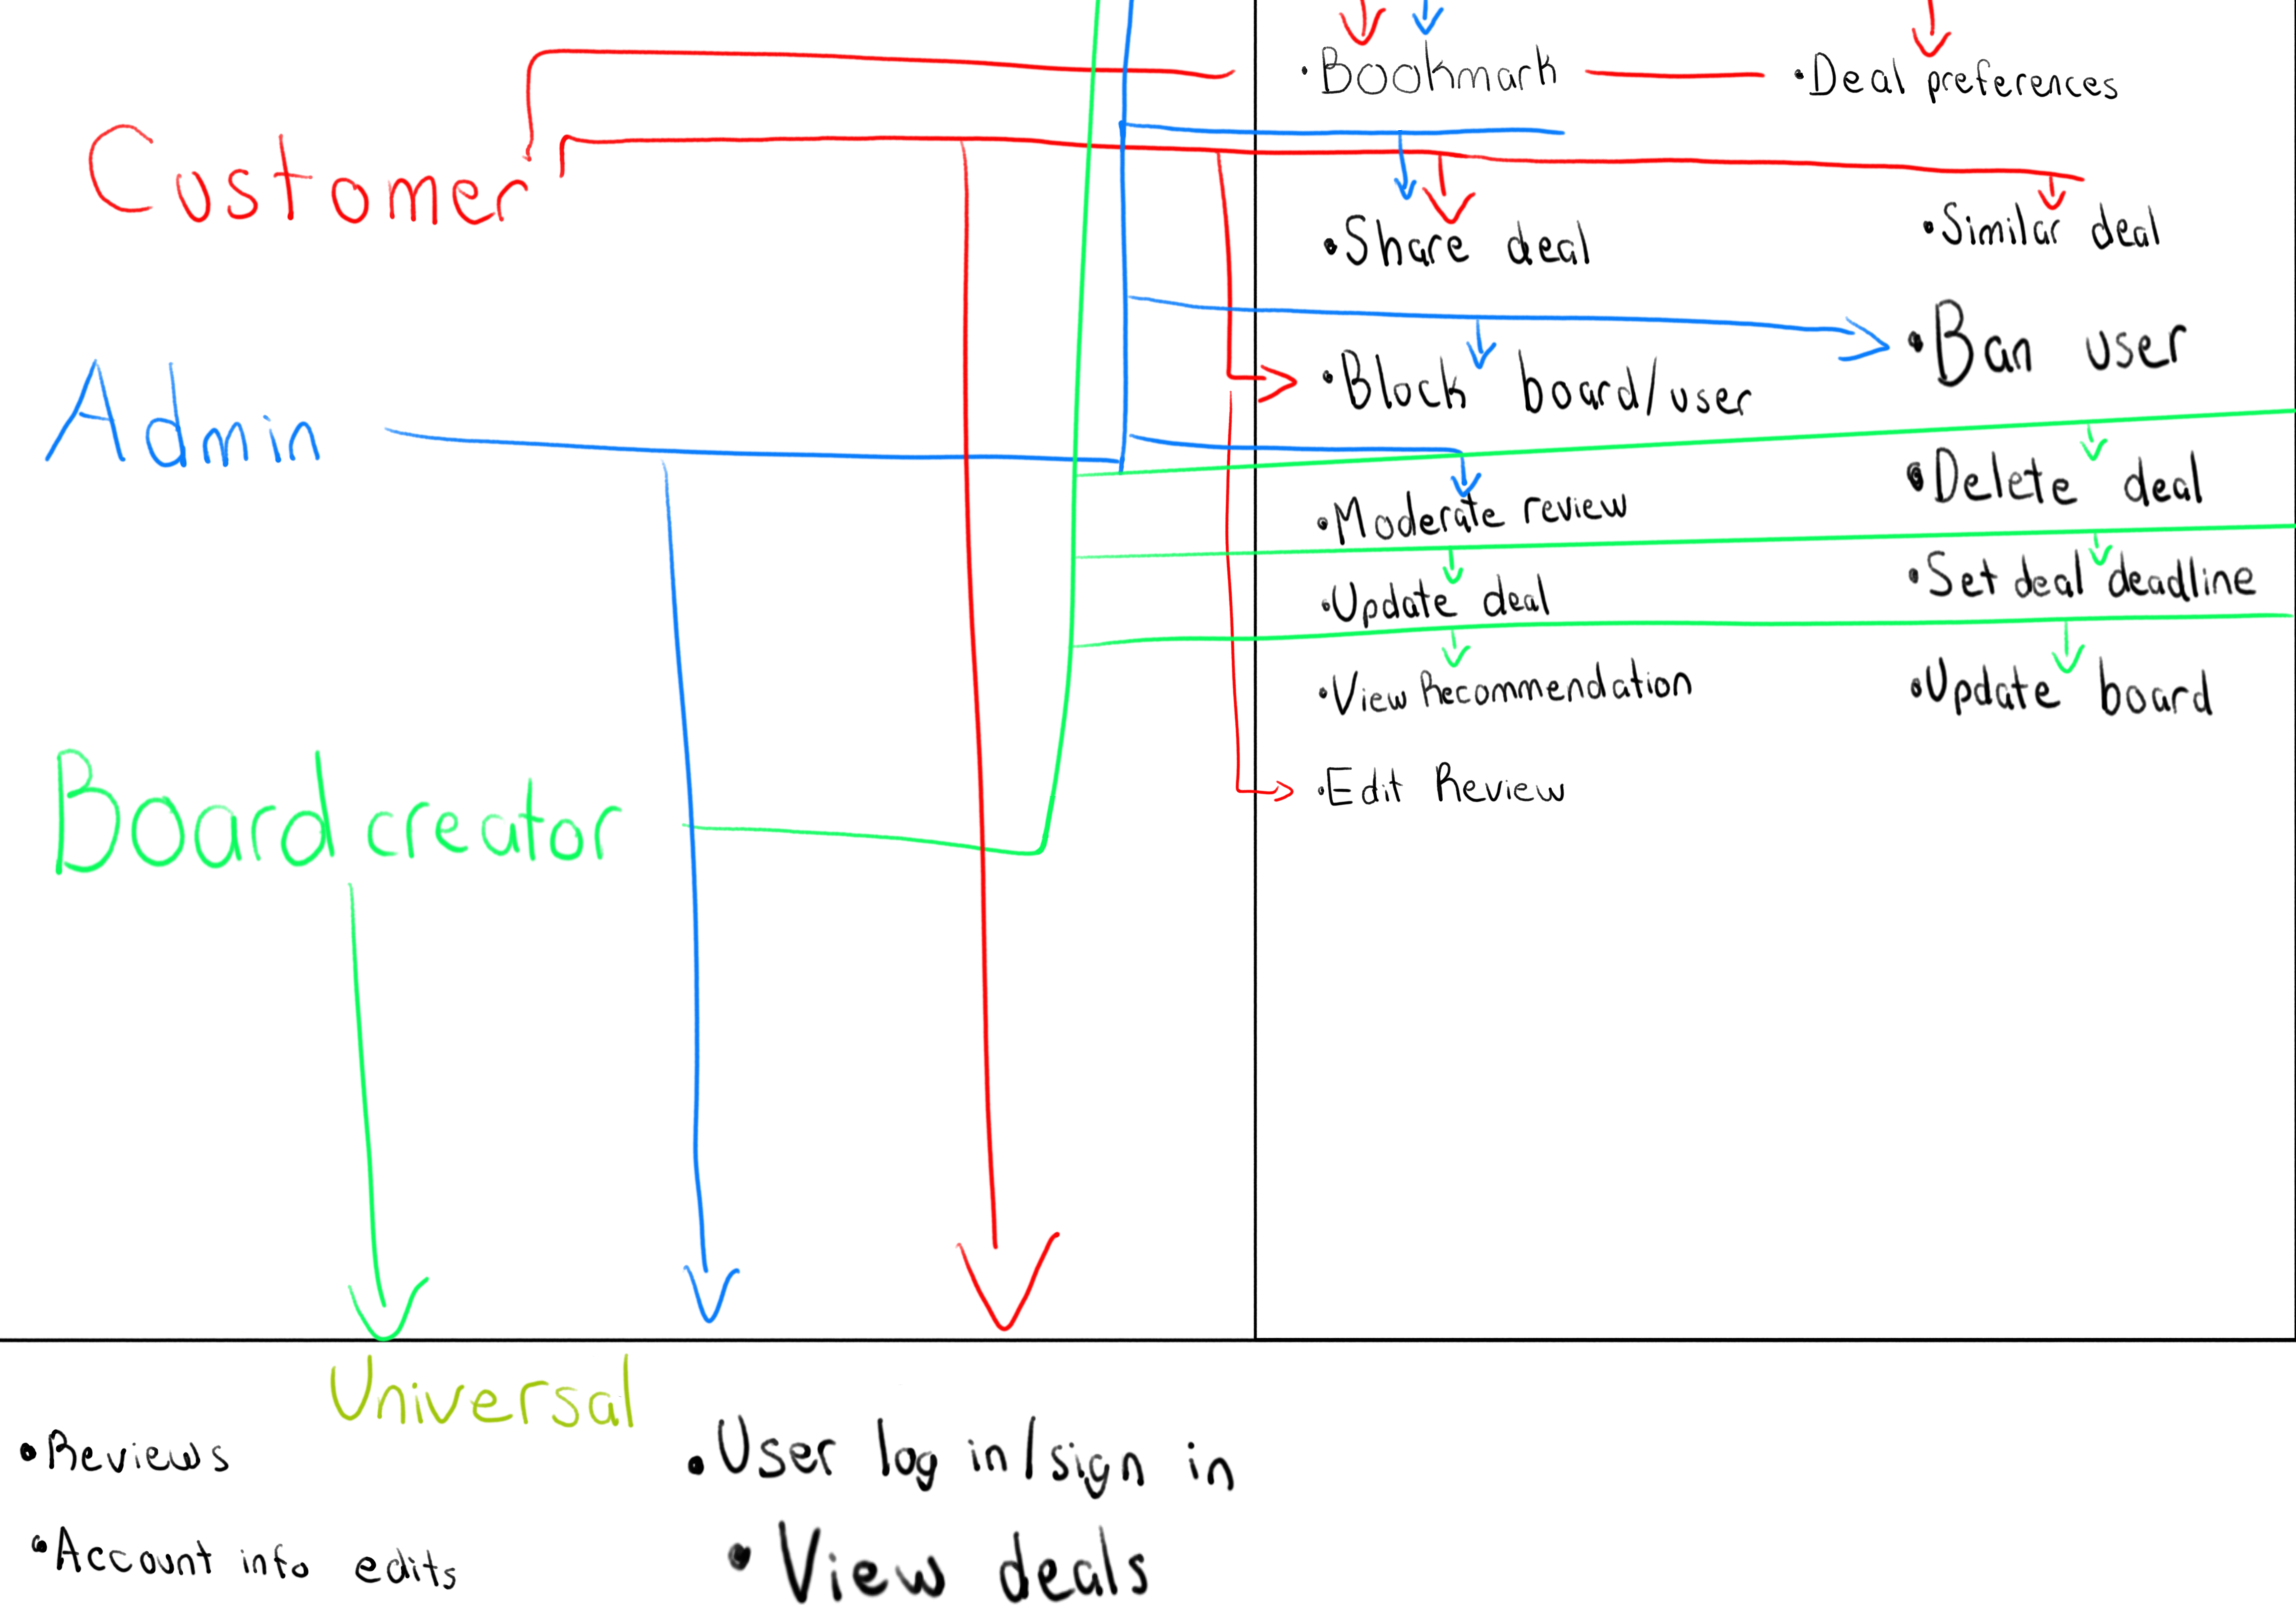 •Bookmark
•Deal preferences
Customer
•Share deal
•Similar deal
•Ban user
Admin
•Block board/user
•Delete deal
•Moderate review
•Set deal deadline
•Update deal
•View Recommendation
•Update board
Board creator
•Edit Review
Universal
•Reviews
•User log in/sign in
•Account info edits
•View deals